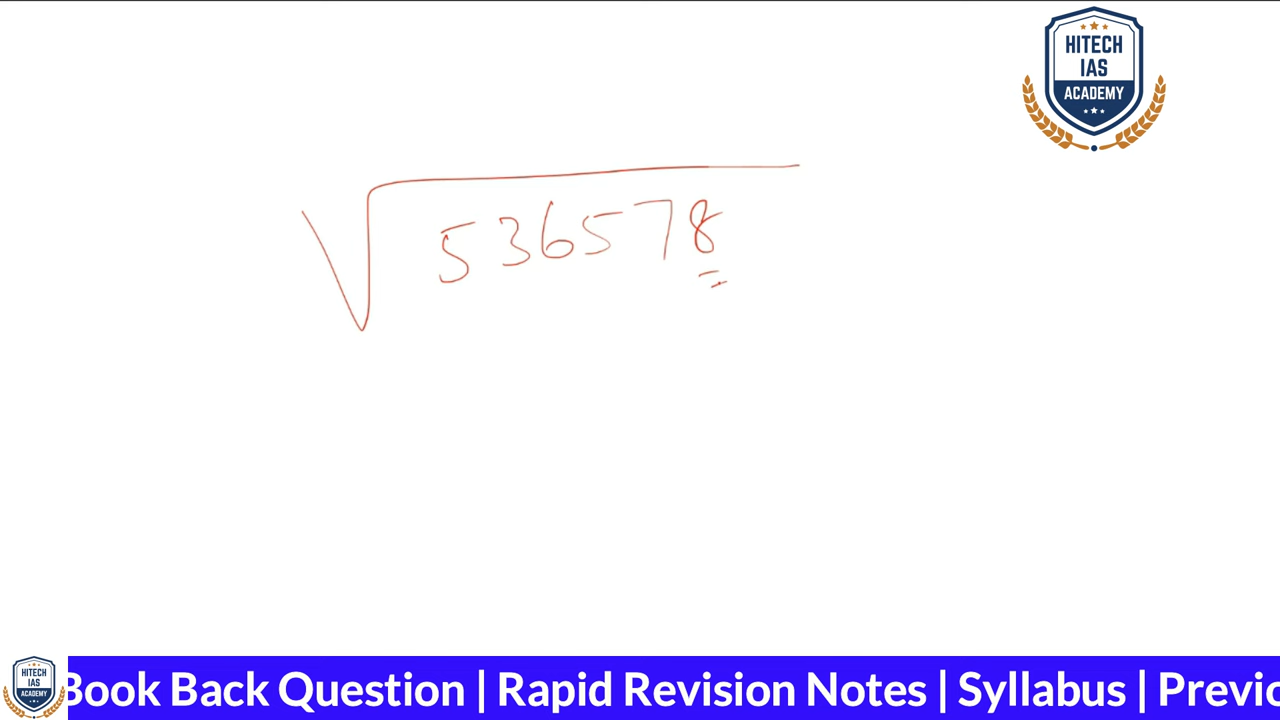 HITECH
IAS
ACADEMY
√536578
HITECH
IAS
ACADEMY
Book Back Question | Rapid Revision Notes | Syllabus | Previo